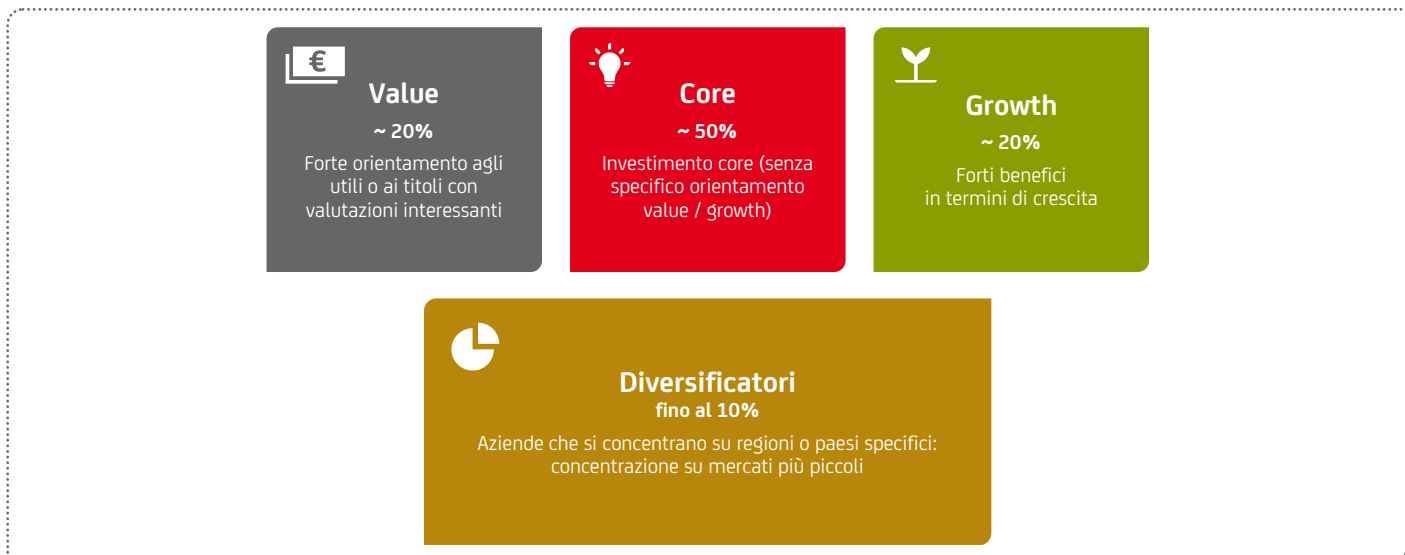 €
Value
~ 20%
Forte orientamento agli
utili o ai titoli con
valutazioni interessanti
Core
~ 50%
Investimento core (senza
specifico orientamento
value / growth)
Growth
~ 20%
Forti benefici
in termini di crescita
Diversificatori
fino al 10%
Aziende che si concentrano su regioni o paesi specifici:
concentrazione su mercati più piccoli